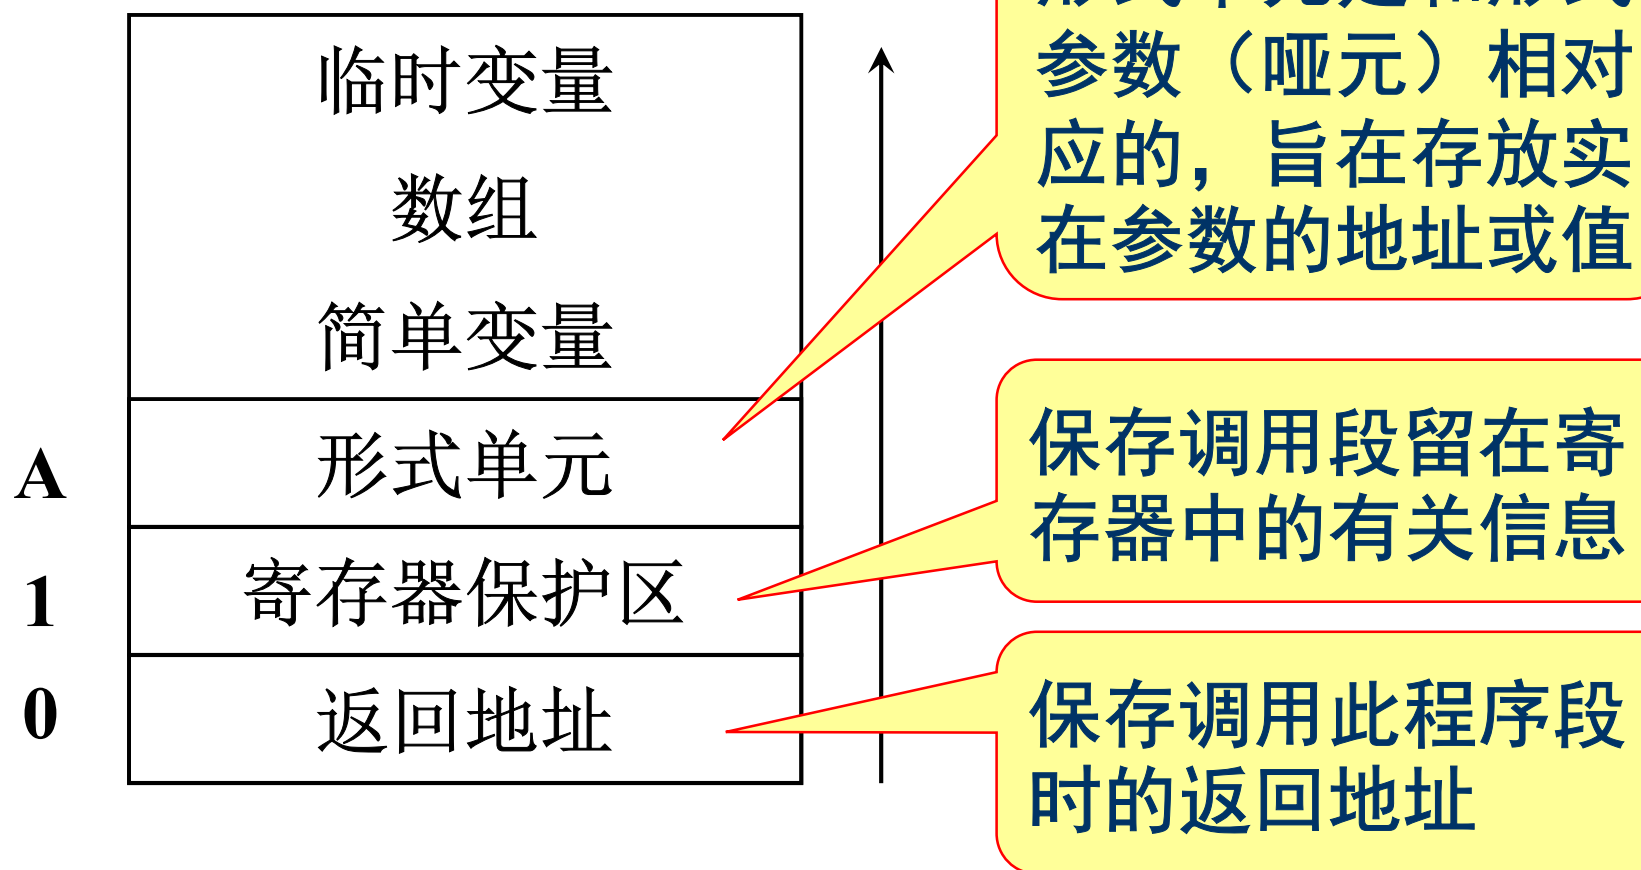 临时变量
数组
简单变量
形式单元
寄存器保护区
返回地址
A
1
0
参数（哑元）相对
应的，旨在存放实
在参数的地址或值
保存调用段留在寄
存器中的有关信息
保存调用此程序段
时的返回地址